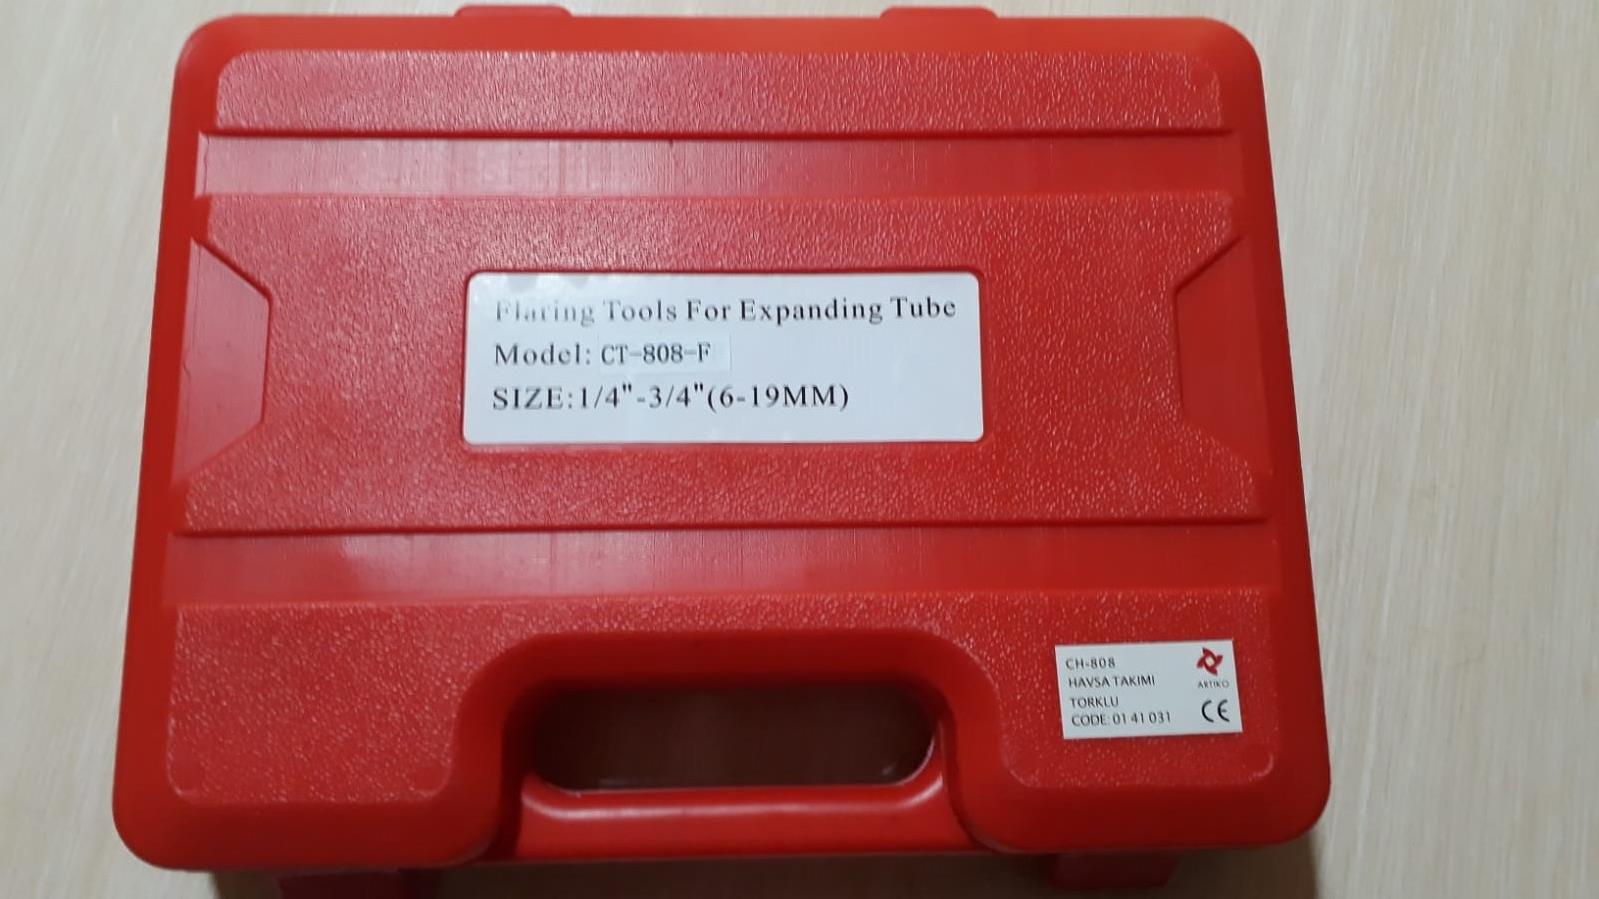 Flaring Tools For Expanding Tube
Model: CT-808-F
SIZE:1/4"-3/4"(6-19MM)
CH-808
HAVSA TAKIMI
TORKLU
CODE: 01 41 031
ARTIKO
CE